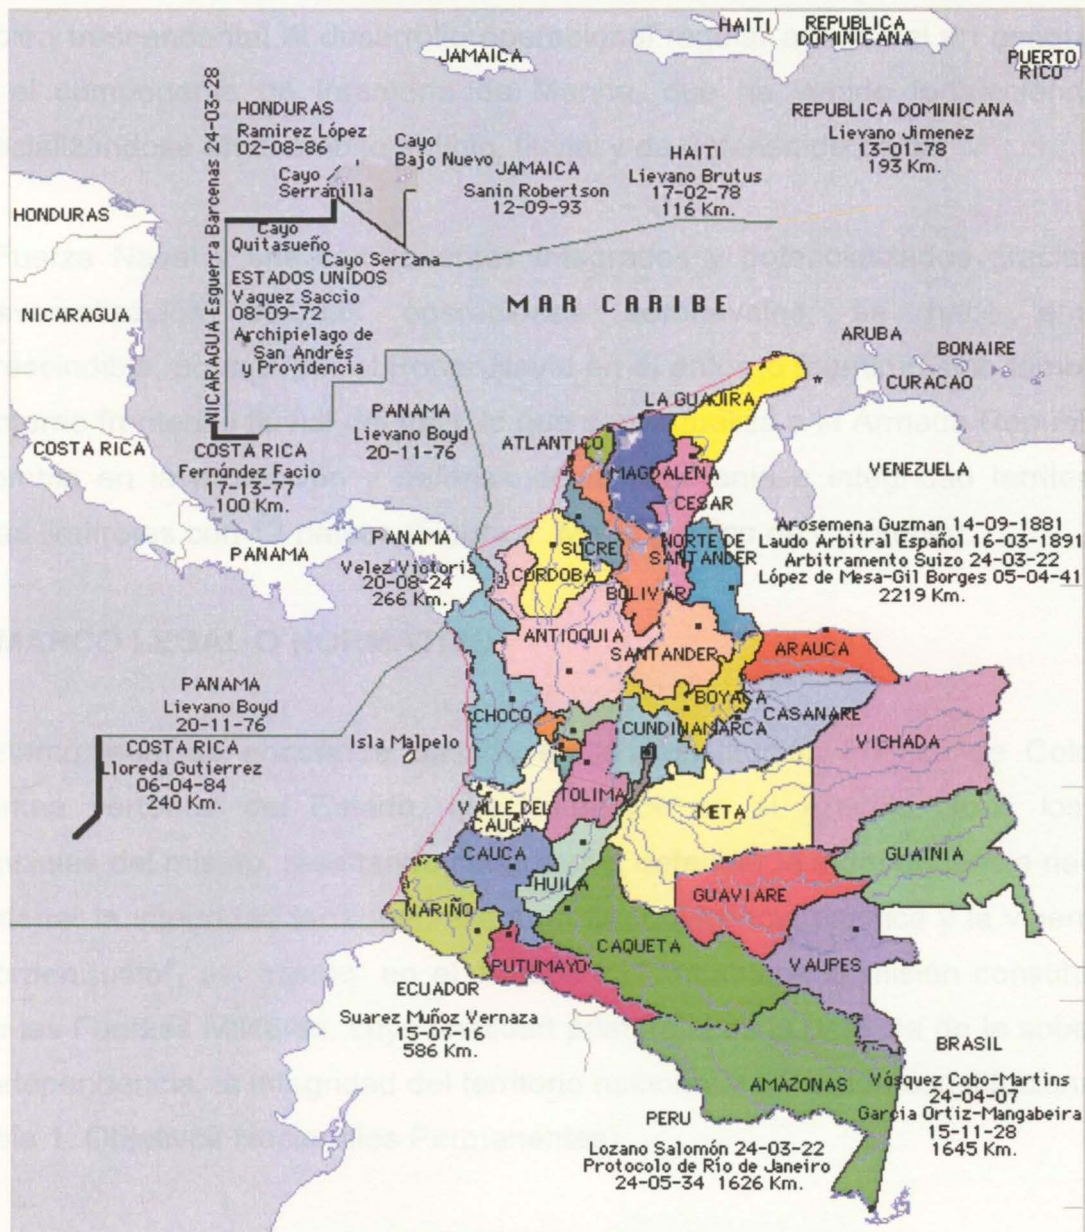 HAITI
REPUBLICA
DOMINICANA
JAMAICA
PUERTO
RICO
NICARAGUA Esguerra Barcenas 24-03-28
HONDURAS
Ramirez López
02-08-86
Cayo
Bajo Nuevo
Cayo
Serranilla
JAMAICA
Sanin Robertson
12-09-93
HAITI
Lievano Brutus
17-02-78
116 Km.
REPUBLICA DOMINICANA
Lievano Jimenez
13-01-78
193 Km.
HONDURAS
Cayo
Quitasueño
Cayo Serrana
ESTADOS UNIDOS
Vaquez Saccio
08-09-72
Archipielago de
San Andrés
y Providencia
MAR CARIBE
NICARAGUA
ARUBA
BONAIRE
CURACAO
LA GUAJIRA
*
PANAMA
Lievano Boyd
20-11-76
ATLANTICO
MAGDALENA
CESAR
VENEZUELA
COSTA RICA
COSTA RICA
Fernández Facio
17-13-77
100 Km.
Arosemena Guzman 14-09-1881
Laudo Arbitral Español 16-03-1891
Arbitramento Suizo 24-03-22
López de Mesa-Gil Borges 05-04-41
2219 Km.
PANAMA
PANAMA
Velez Victoria
20-08-24
266 Km.
SUCRE
CORDOBA
NORTE DE
SANTANDER
BOLIVAR
ANTIOQUIA
SANTANDER
ARAUCA
BOYACA
CASANARE
CUNDINAMARCA
VICHADA
CHOCO
PANAMA
Lievano Boyd
20-11-76
Isla Malpelo
COSTA RICA
Lloreda Gutierrez
06-04-84
240 Km.
TOLIMA
VALLE DEL
CAUCA
META
CAUCA
HUILA
GUAINIA
GUAVIARE
NARIÑO
CAQUETA
VAUPES
PUTUMAYO
ECUADOR
Suarez Muñoz Vernaza
15-07-16
586 Km.
AMAZONAS
BRASIL
Vásquez Cobo-Martins
24-04-07
Garcia Ortiz-Mangabeira
15-11-28
1645 Km.
PERU
Lozano Salomón 24-03-22
Protocolo de Río de Janeiro
24-05-34 1626 Km.